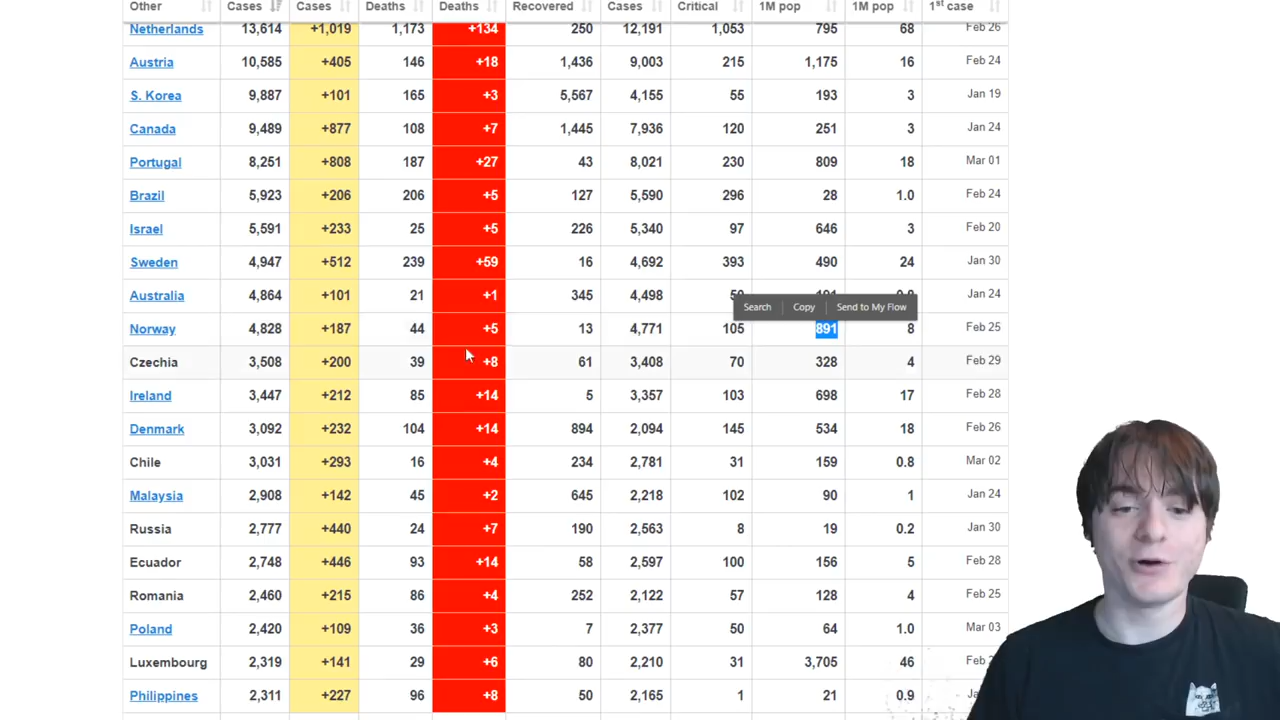 Other Cases Cases Deaths Deaths Recovered Cases Critical 1M pop 1M pop 1st case
Netherlands 13,614 +1,019 1,173 +134 250 12,191 1,053 795 68 Feb 26
Austria 10,585 +405 146 +18 1,436 9,003 215 1,175 16 Feb 24
S. Korea 9,887 +101 165 +3 5,567 4,155 55 193 3 Jan 19
Canada 9,489 +877 108 +7 1,445 7,936 120 251 3 Jan 24
Portugal 8,251 +808 187 +27 43 8,021 230 809 18 Mar 01
Brazil 5,923 +206 206 +5 127 5,590 296 28 1.0 Feb 24
Israel 5,591 +233 25 +5 226 5,340 97 646 3 Feb 20
Sweden 4,947 +512 239 +59 16 4,692 393 490 24 Jan 30
Australia 4,864 +101 21 +1 345 4,498 Jan 24
Search Copy Send to My Flow
Norway 4,828 +187 44 +5 13 4,771 105 891 8 Feb 25
Czechia 3,508 +200 39 +8 61 3,408 70 328 4 Feb 29
Ireland 3,447 +212 85 +14 5 3,357 103 698 17 Feb 28
Denmark 3,092 +232 104 +14 894 2,094 145 534 18 Feb 26
Chile 3,031 +293 16 +4 234 2,781 31 159 0.8 Mar 02
Malaysia 2,908 +142 45 +2 645 2,218 102 90 1 Jan 24
Russia 2,777 +440 24 +7 190 2,563 8 19 0.2 Jan 30
Ecuador 2,748 +446 93 +14 58 2,597 100 156 5 Feb 28
Romania 2,460 +215 86 +4 252 2,122 57 128 4 Feb 25
Poland 2,420 +109 36 +3 7 2,377 50 64 1.0 Mar 03
Luxembourg 2,319 +141 29 +6 80 2,210 31 3,705 46 Feb
Philippines 2,311 +227 96 +8 50 2,165 1 21 0.9